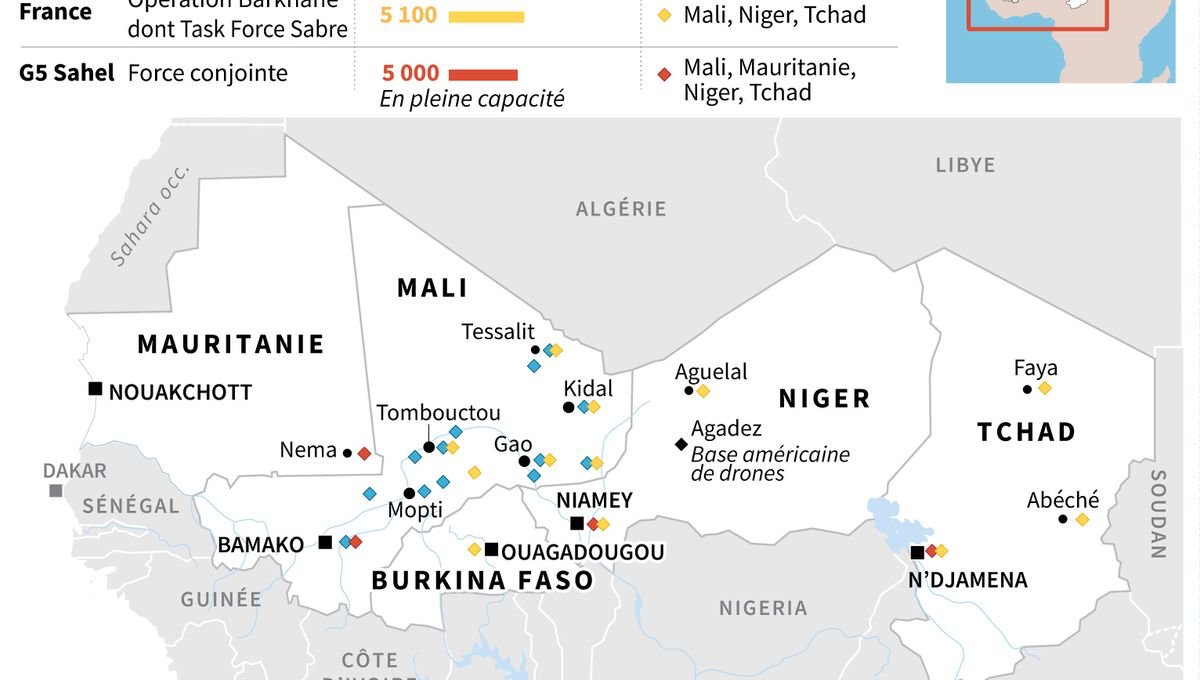 France
Opération Barkhane
dont Task Force Sabre
5 100
Mali, Niger, Tchad
G5 Sahel
Force conjointe
5 000
En pleine capacité
Mali, Mauritanie,
Niger, Tchad
Sahara occ.
LIBYE
ALGÉRIE
MALI
Tessalit
MAURITANIE
Kidal
Aguelal
Faya
NOUAKCHOTT
NIGER
Tombouctou
Agadez
Base américaine
de drones
TCHAD
Nema
Gao
DAKAR
SÉNÉGAL
Mopti
NIAMEY
Abéché
SOUDAN
BAMAKO
OUAGADOUGOU
BURKINA FASO
N'DJAMENA
GUINÉE
NIGERIA
CÔTE
D'IVOIRE